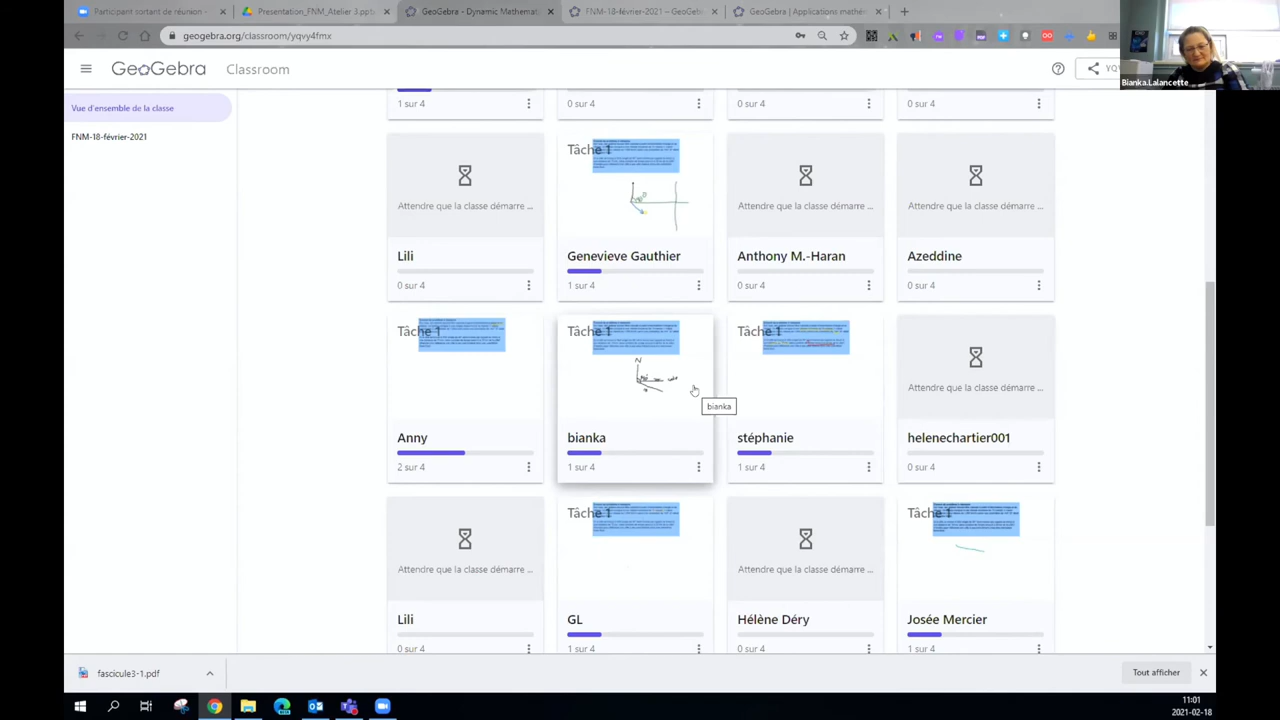 Participant sortant de réunion -
Presentation_FNM_Atelier 3.pptx
GeoGebra - Dynamic Mathemat
FNM-18-février-2021 – GeoGeb
GeoGebra | Applications mathém
geogebra.org/classroom/yqvy4fmx
GeoGebra
Classroom
Bianka.Lalancette
Vue d'ensemble de la classe
FNM-18-février-2021
1 sur 4
0 sur 4
0 sur 4
0 sur 4
Attendre que la classe démarre ...
Lili
0 sur 4
Tâche 1
Genevieve Gauthier
1 sur 4
Attendre que la classe démarre ...
Anthony M.-Haran
0 sur 4
Attendre que la classe démarre ...
Azeddine
0 sur 4
Tâche 1
Anny
2 sur 4
Tâche 1
N
bianka
1 sur 4
bianka
Tâche 1
stéphanie
1 sur 4
Attendre que la classe démarre ...
helenechartier001
0 sur 4
Attendre que la classe démarre ...
Lili
0 sur 4
Tâche 1
GL
1 sur 4
Attendre que la classe démarre ...
Hélène Déry
0 sur 4
Tâche 1
Josée Mercier
1 sur 4
fascicule3-1.pdf
Tout afficher
11:01
2021-02-18